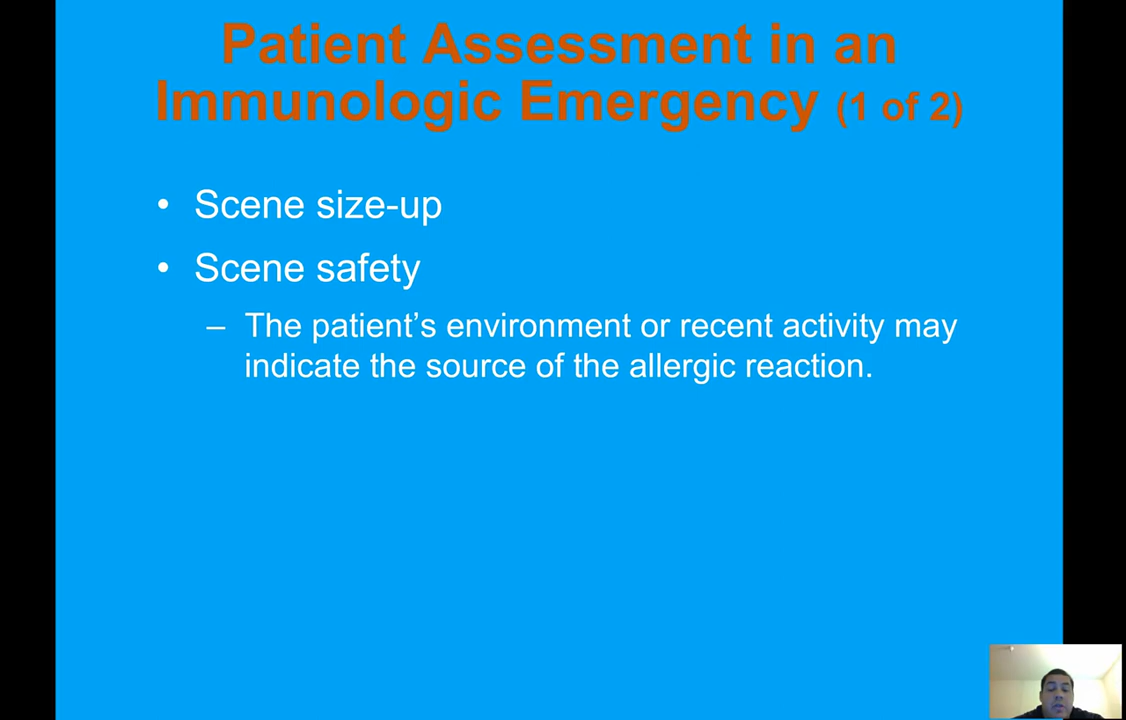 Patient Assessment in an
Immunologic Emergency (1 of 2)
• Scene size-up
• Scene safety
– The patient’s environment or recent activity may
indicate the source of the allergic reaction.